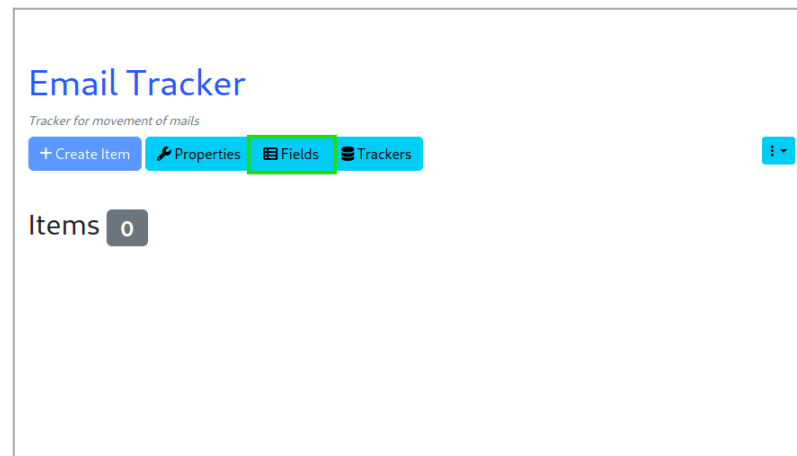 Email Tracker
Tracker for movement of mails
+ Create Item Properties Fields Trackers
Items 0